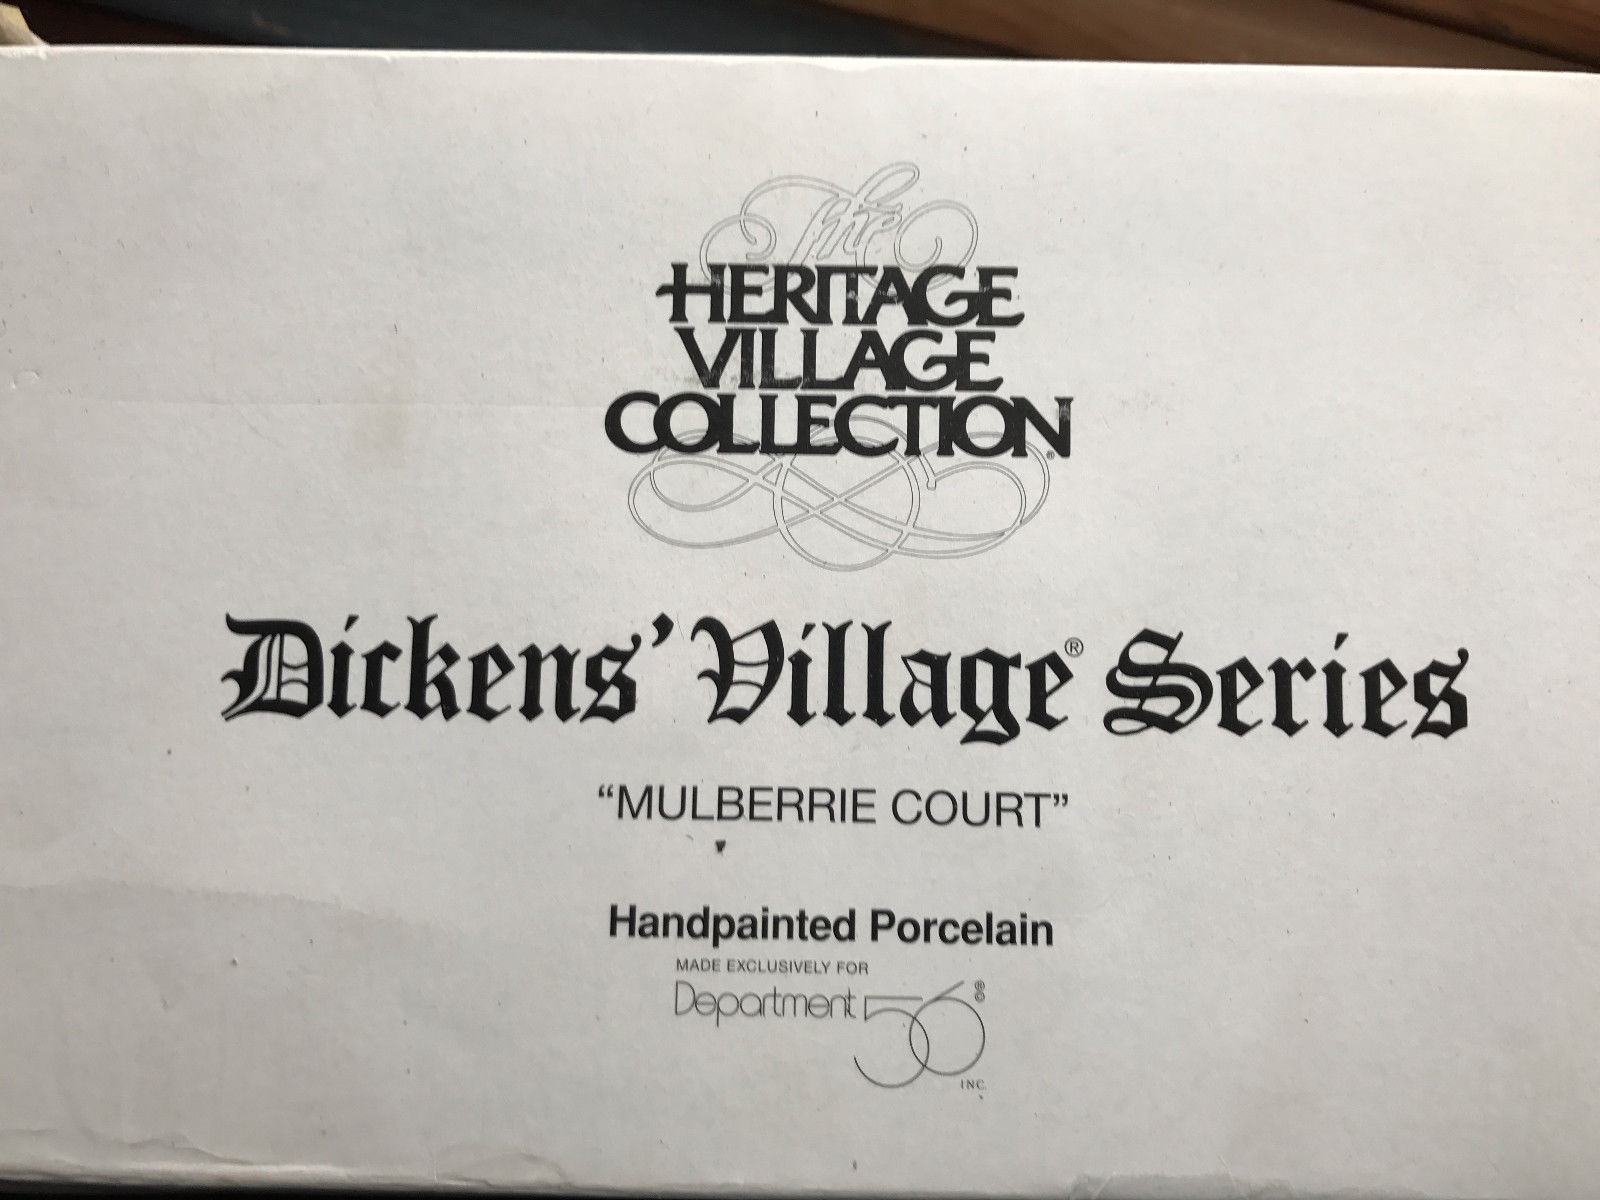 The
HERITAGE
VILLAGE
COLLECTION®
Dickens' Village® Series
“MULBERRIE COURT”
Handpainted Porcelain
MADE EXCLUSIVELY FOR
Department 56®
INC.